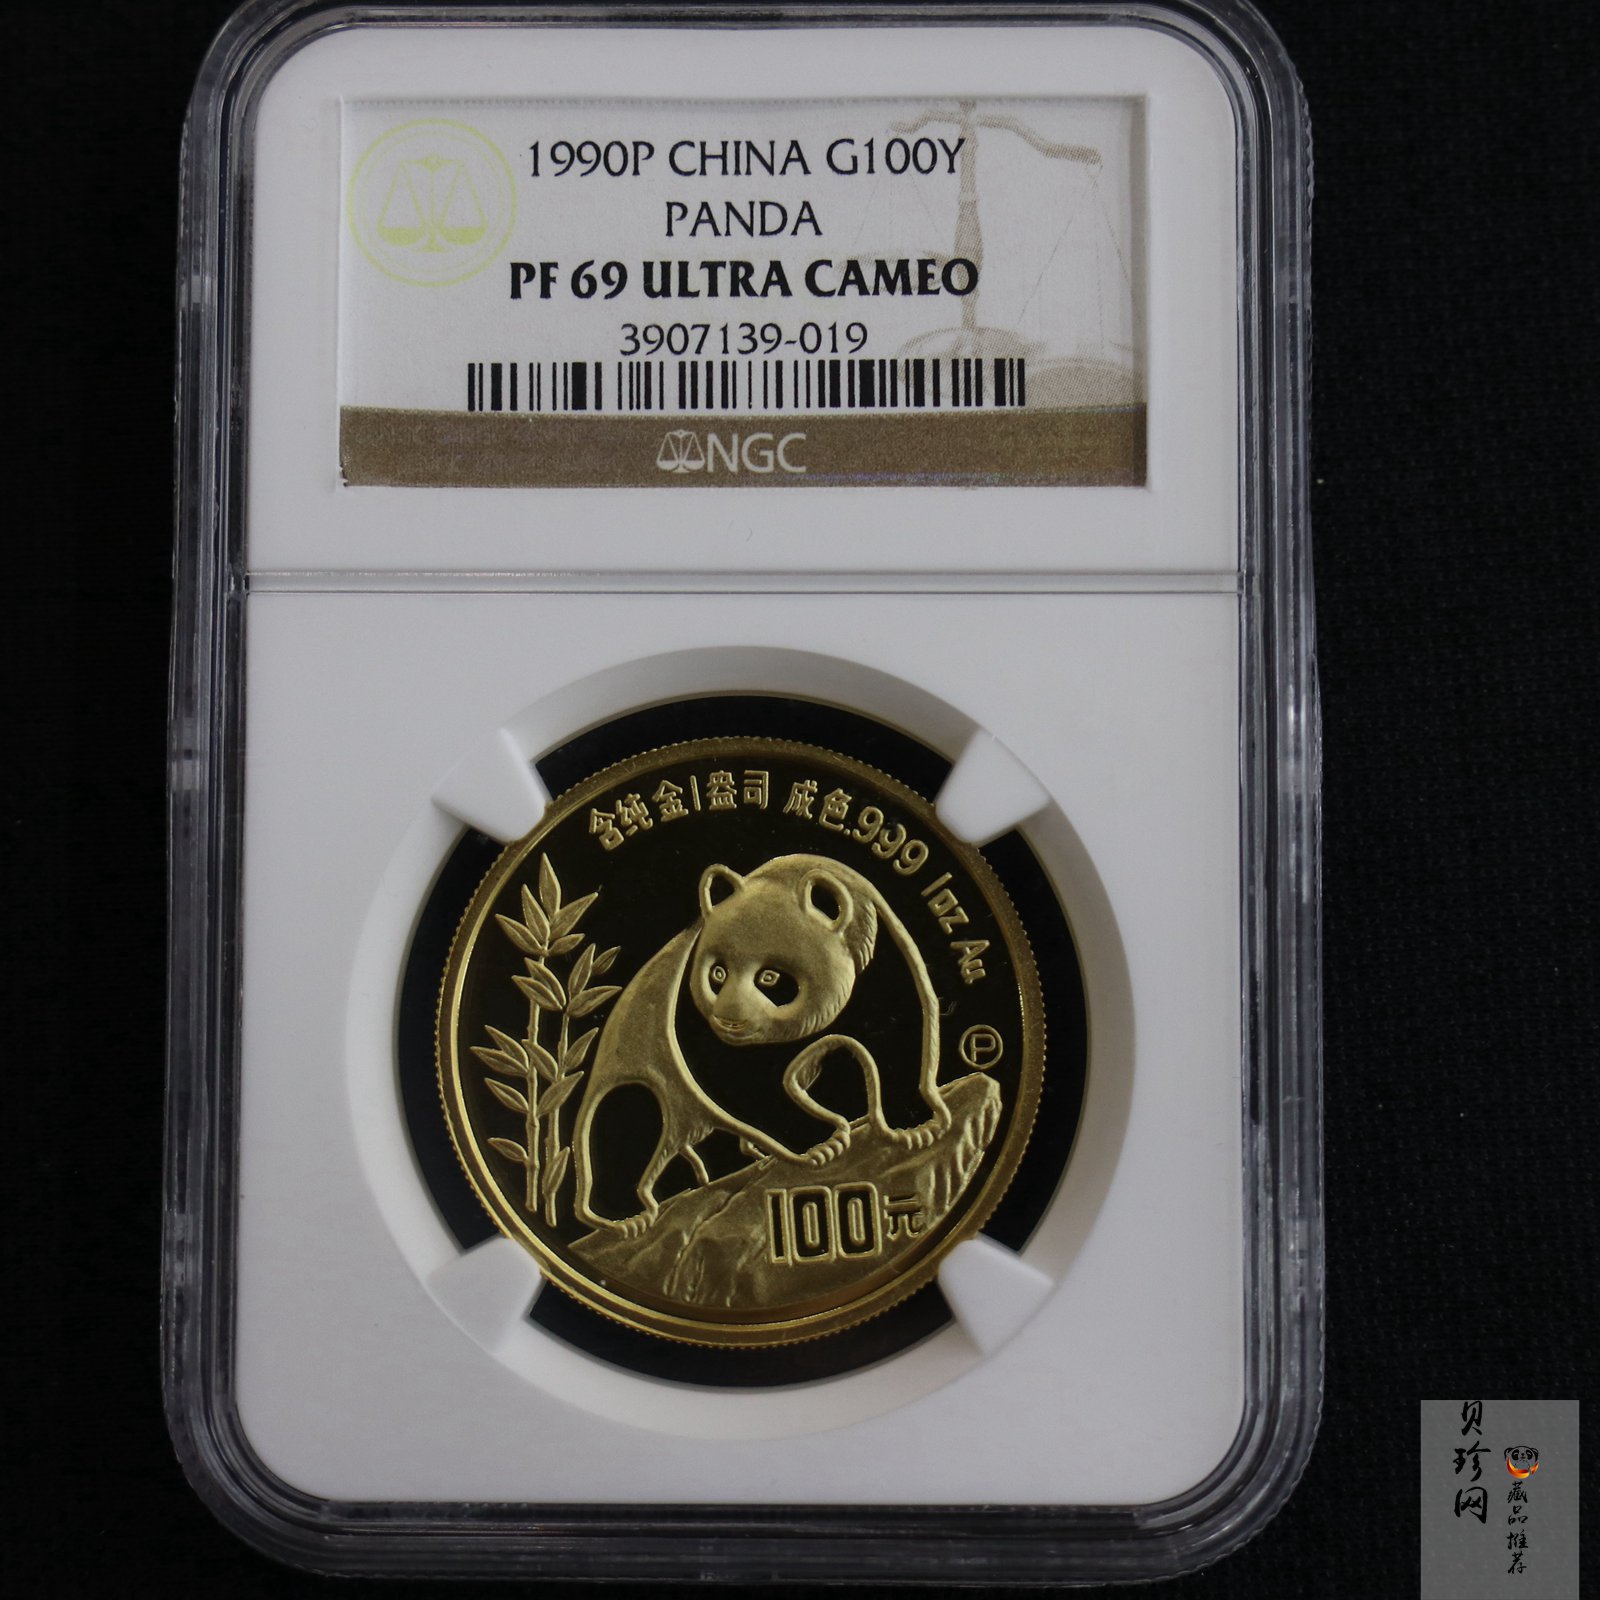 1990P CHINA G100Y
PANDA
PF 69 ULTRA CAMEO
3907139-019
NGC
含纯金1盎司 成色.999 1oz Au
P
100元
贝珍网
藏品推荐